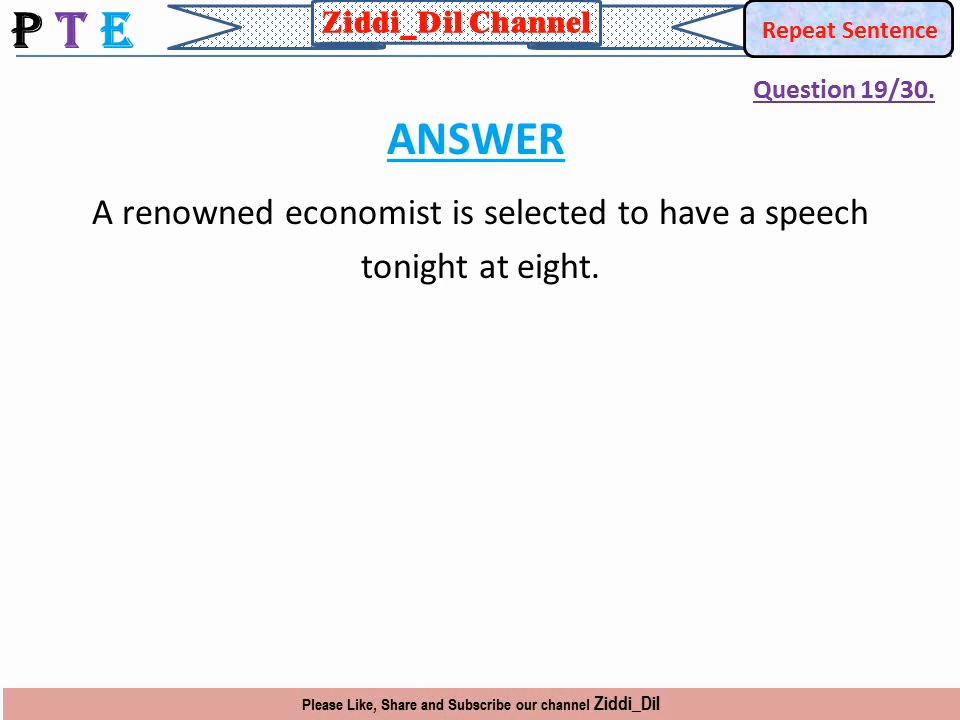 P T E
Ziddi_Dil Channel
Repeat Sentence
Question 19/30.
ANSWER
A renowned economist is selected to have a speech
tonight at eight.
Please Like, Share and Subscribe our channel Ziddi_Dil